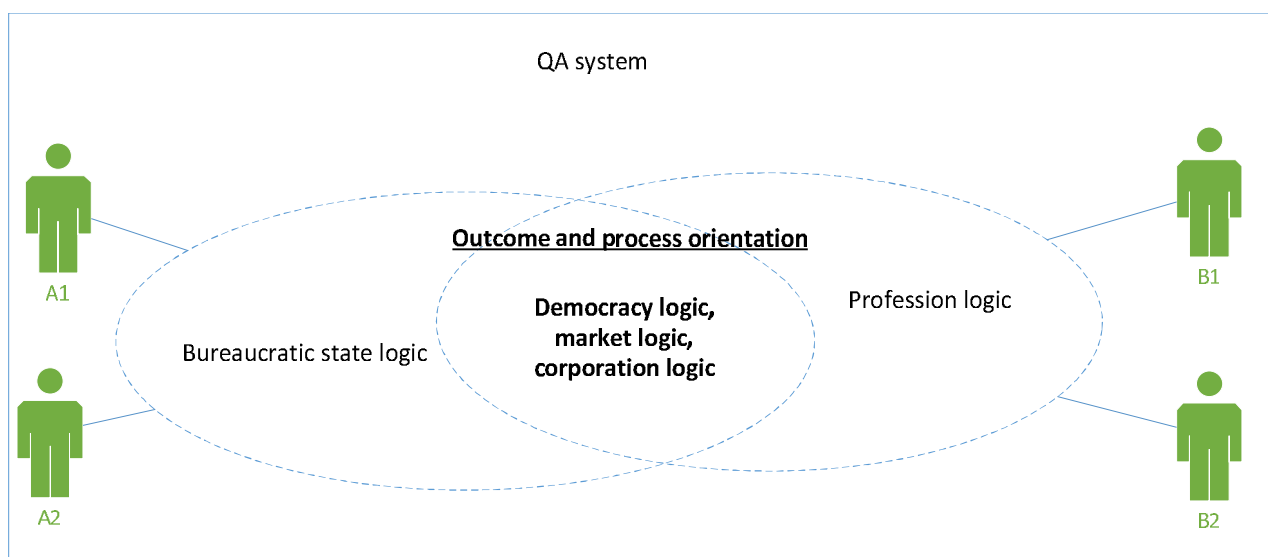 QA system
Outcome and process orientation
A1
B1
Profession logic
Democracy logic,
market logic,
corporation logic
Bureaucratic state logic
A2
B2